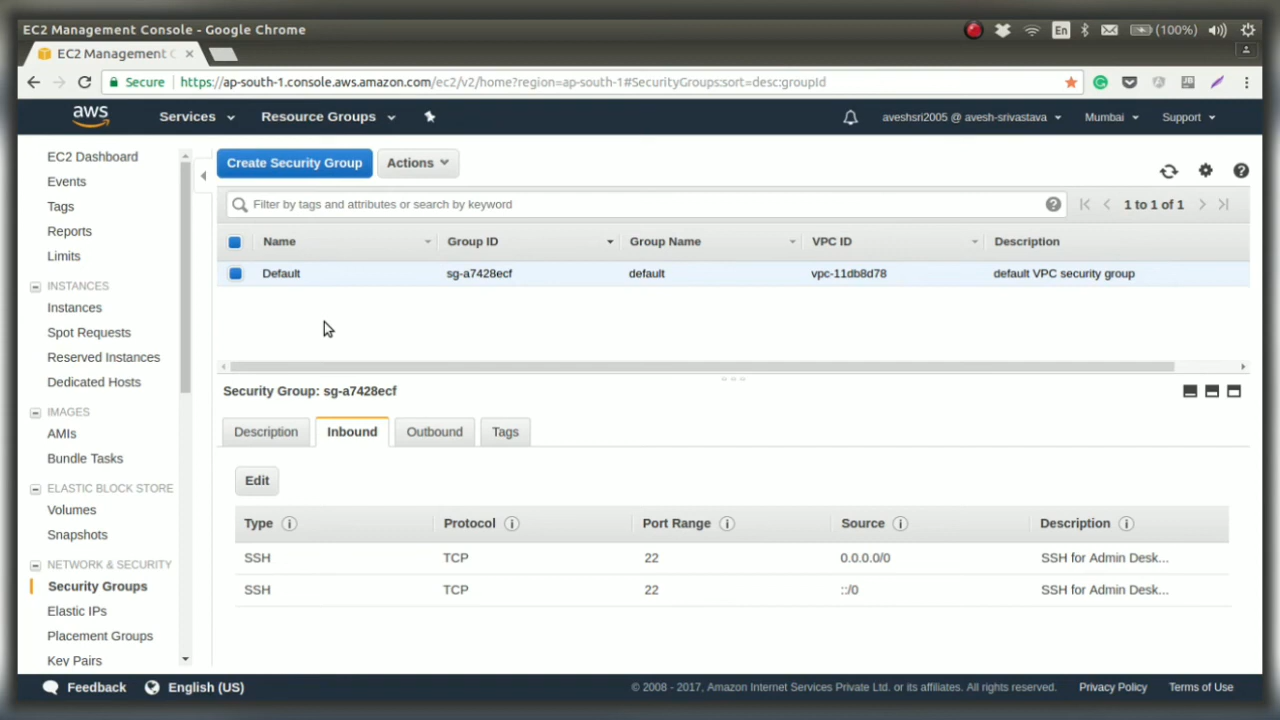 EC2 Management Console - Google Chrome
En (100%)
EC2 Management C
Secure https://ap-south-1.console.aws.amazon.com/ec2/v2/home?region=ap-south-1#SecurityGroups:sort=desc:groupId
aws Services Resource Groups aveshsri2005 @ avesh-srivastava Mumbai Support
EC2 Dashboard
Events
Tags
Reports
Limits
INSTANCES
Instances
Spot Requests
Reserved Instances
Dedicated Hosts
IMAGES
AMIs
Bundle Tasks
ELASTIC BLOCK STORE
Volumes
Snapshots
NETWORK & SECURITY
Security Groups
Elastic IPs
Placement Groups
Key Pairs
Create Security Group Actions
Filter by tags and attributes or search by keyword 1 to 1 of 1
Name Group ID Group Name VPC ID Description
Default sg-a7428ecf default vpc-11db8d78 default VPC security group
Security Group: sg-a7428ecf
Description Inbound Outbound Tags
Edit
Type Protocol Port Range Source Description
SSH TCP 22 0.0.0.0/0 SSH for Admin Desk...
SSH TCP 22 ::/0 SSH for Admin Desk...
Feedback English (US) © 2008 - 2017, Amazon Internet Services Private Ltd. or its affiliates. All rights reserved. Privacy Policy Terms of Use